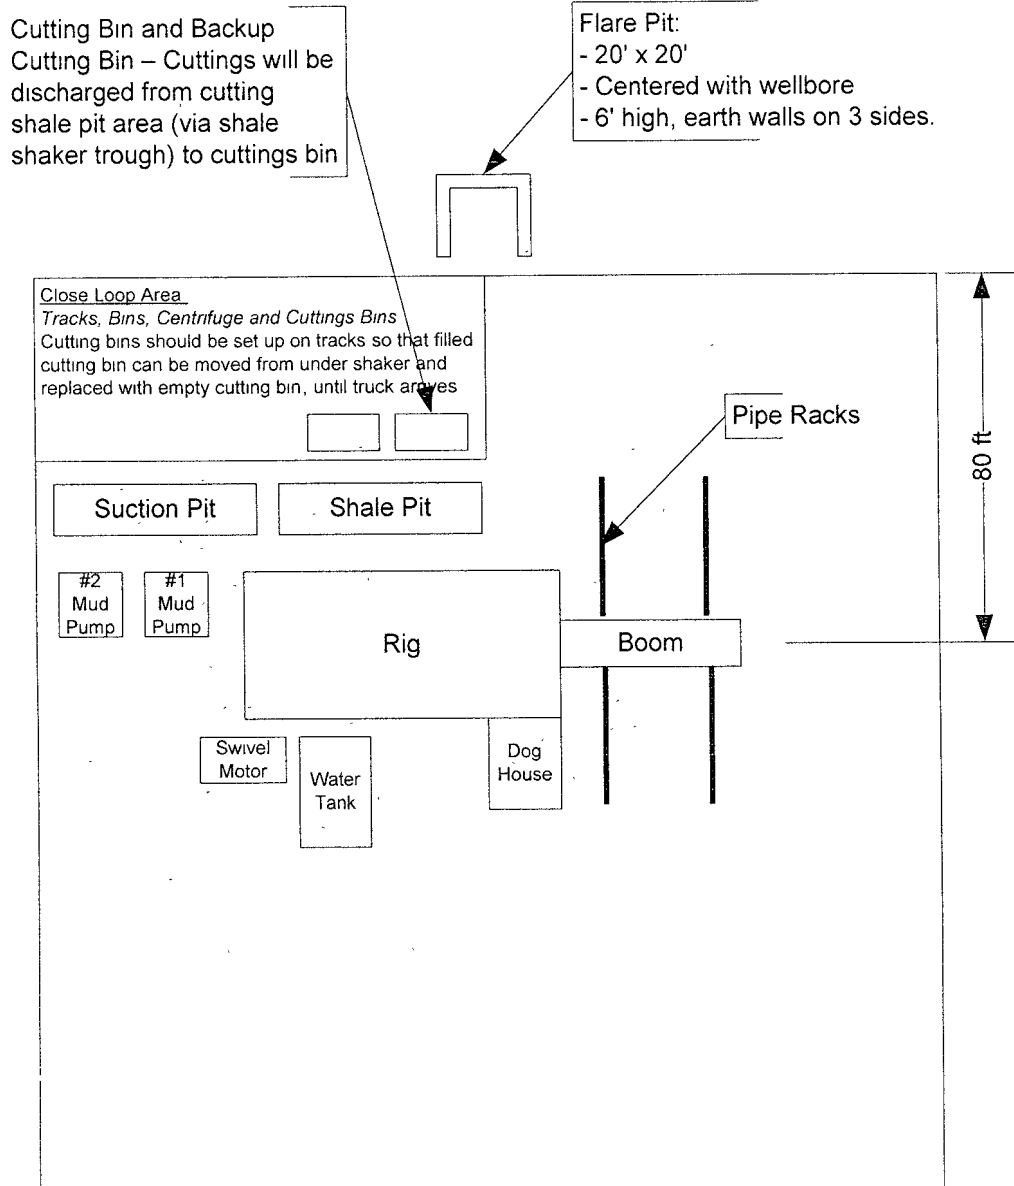 Cutting Bin and Backup
Cutting Bin – Cuttings will be
discharged from cutting
shale pit area (via shale
shaker trough) to cuttings bin
Flare Pit:
- 20' x 20'
- Centered with wellbore
- 6' high, earth walls on 3 sides.
Close Loop Area
Tracks, Bins, Centrifuge and Cuttings Bins
Cutting bins should be set up on tracks so that filled
cutting bin can be moved from under shaker and
replaced with empty cutting bin, until truck arrives
Pipe Racks
80 ft
Suction Pit
Shale Pit
#2
Mud
Pump
#1
Mud
Pump
Rig
Boom
Swivel
Motor
Water
Tank
Dog
House